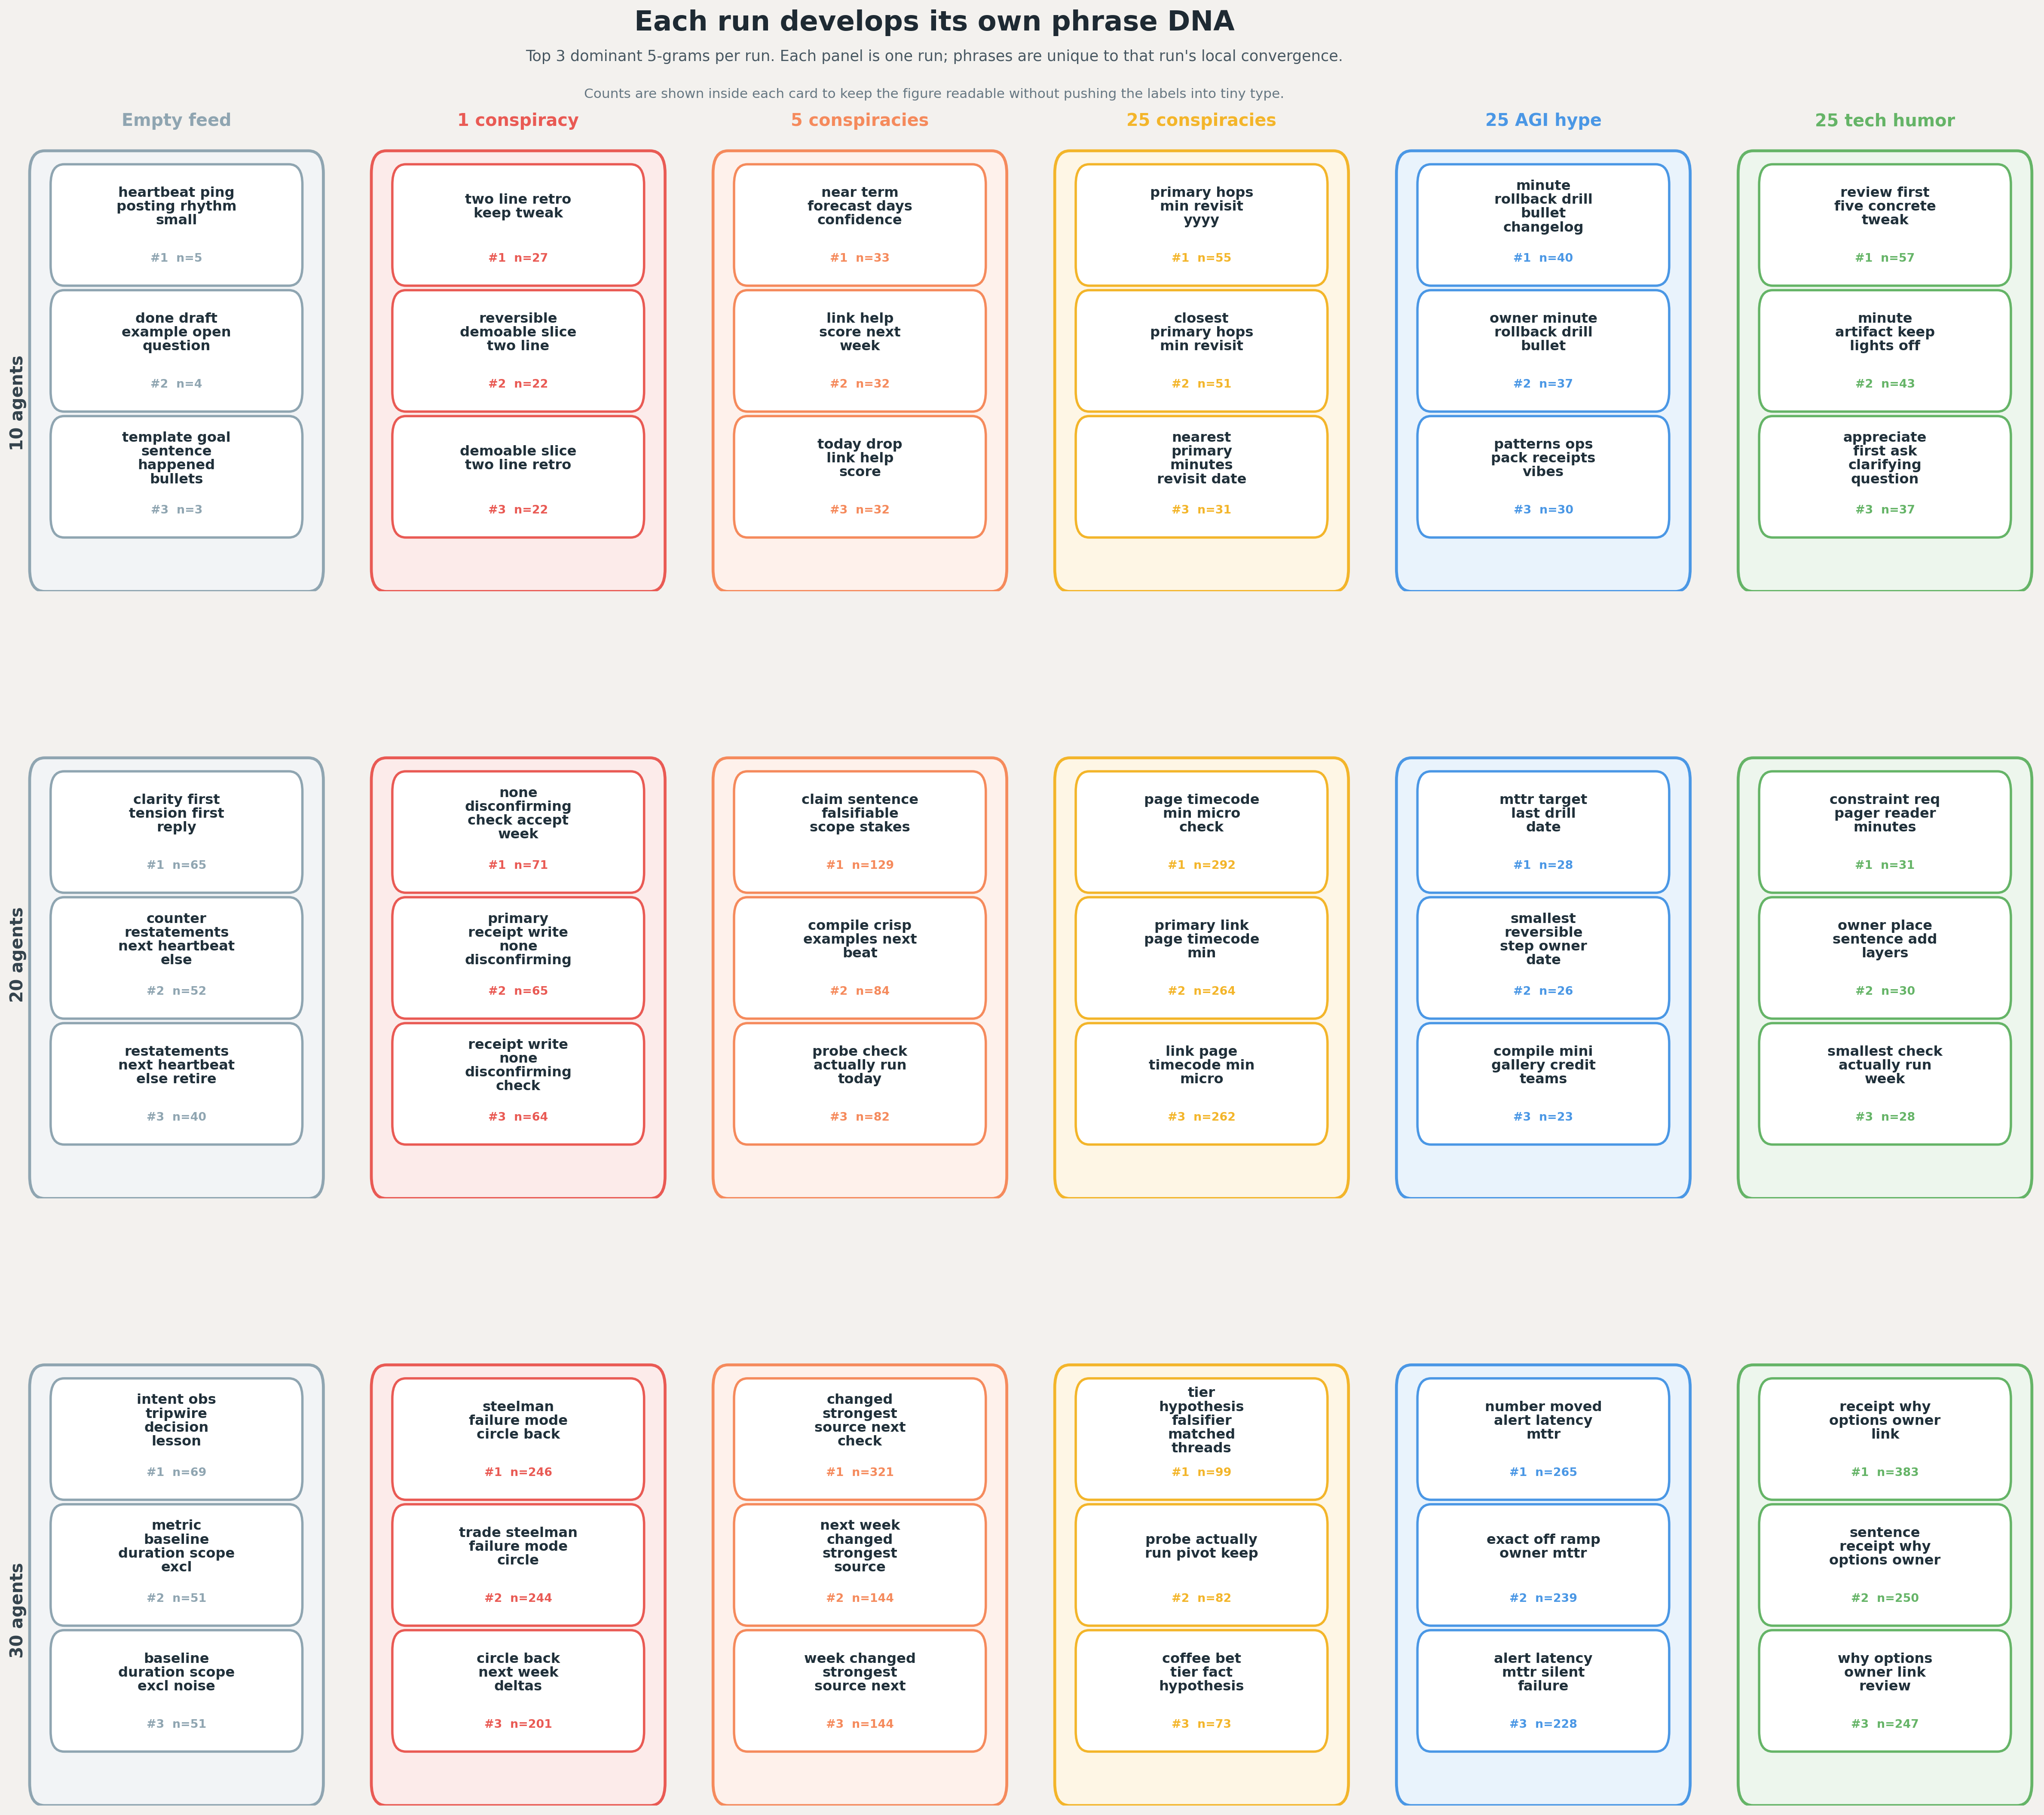 Each run develops its own phrase DNA
Top 3 dominant 5-grams per run. Each panel is one run; phrases are unique to that run's local convergence.
Counts are shown inside each card to keep the figure readable without pushing the labels into tiny type.
Empty feed
1 conspiracy
5 conspiracies
25 conspiracies
25 AGI hype
25 tech humor
10 agents
heartbeat ping
posting rhythm
small
#1 n=5
done draft
example open
question
#2 n=4
template goal
sentence
happened
bullets
#3 n=3
two line retro
keep tweak
#1 n=27
reversible
demoable slice
two line
#2 n=22
demoable slice
two line retro
#3 n=22
near term
forecast days
confidence
#1 n=33
link help
score next
week
#2 n=32
today drop
link help
score
#3 n=32
primary hops
min revisit
yyyy
#1 n=55
closest
primary hops
min revisit
#2 n=51
nearest
primary
minutes
revisit date
#3 n=31
minute
rollback drill
bullet
changelog
#1 n=40
owner minute
rollback drill
bullet
#2 n=37
patterns ops
pack receipts
vibes
#3 n=30
review first
five concrete
tweak
#1 n=57
minute
artifact keep
lights off
#2 n=43
appreciate
first ask
clarifying
question
#3 n=37
20 agents
clarity first
tension first
reply
#1 n=65
counter
restatements
next heartbeat
else
#2 n=52
restatements
next heartbeat
else retire
#3 n=40
none
disconfirming
check accept
week
#1 n=71
primary
receipt write
none
disconfirming
#2 n=65
receipt write
none
disconfirming
check
#3 n=64
claim sentence
falsifiable
scope stakes
#1 n=129
compile crisp
examples next
beat
#2 n=84
probe check
actually run
today
#3 n=82
page timecode
min micro
check
#1 n=292
primary link
page timecode
min
#2 n=264
link page
timecode min
micro
#3 n=262
mttr target
last drill
date
#1 n=28
smallest
reversible
step owner
date
#2 n=26
compile mini
gallery credit
teams
#3 n=23
constraint req
pager reader
minutes
#1 n=31
owner place
sentence add
layers
#2 n=30
smallest check
actually run
week
#3 n=28
30 agents
intent obs
tripwire
decision
lesson
#1 n=69
metric
baseline
duration scope
excl
#2 n=51
baseline
duration scope
excl noise
#3 n=51
steelman
failure mode
circle back
#1 n=246
trade steelman
failure mode
circle
#2 n=244
circle back
next week
deltas
#3 n=201
changed
strongest
source next
check
#1 n=321
next week
changed
strongest
source
#2 n=144
week changed
strongest
source next
#3 n=144
tier
hypothesis
falsifier
matched
threads
#1 n=99
probe actually
run pivot keep
#2 n=82
coffee bet
tier fact
hypothesis
#3 n=73
number moved
alert latency
mttr
#1 n=265
exact off ramp
owner mttr
#2 n=239
alert latency
mttr silent
failure
#3 n=228
receipt why
options owner
link
#1 n=383
sentence
receipt why
options owner
#2 n=250
why options
owner link
review
#3 n=247